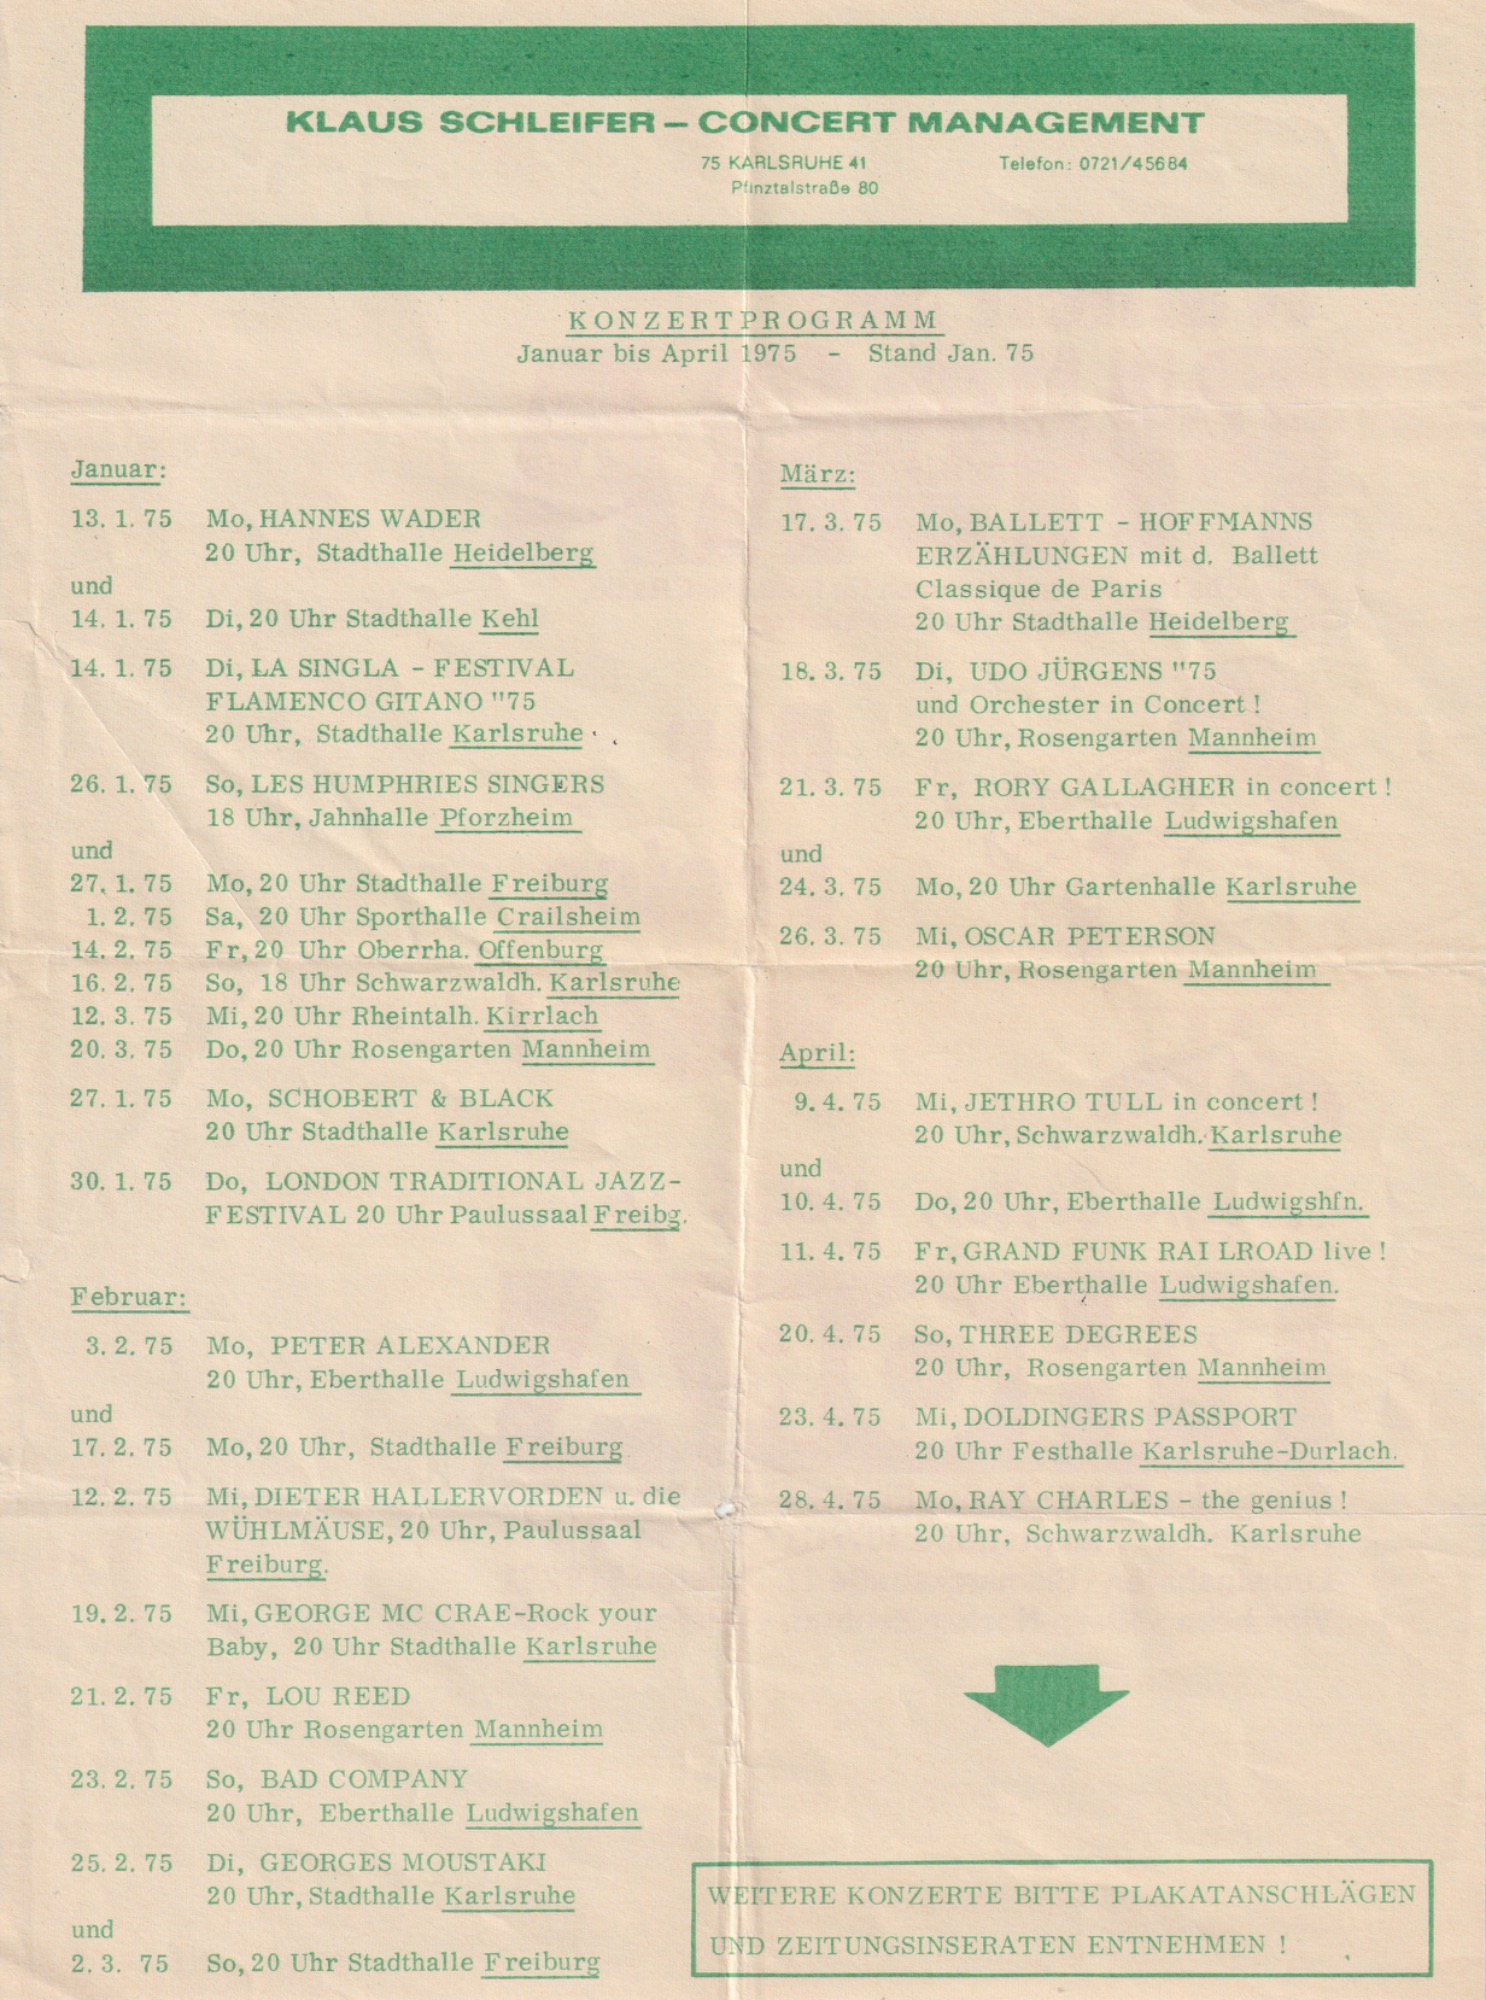 KLAUS SCHLEIFER – CONCERT MANAGEMENT
75 KARLSRUHE 41 Telefon: 0721/45684
Pfinztalstraße 80
KONZERTPROGRAMM
Januar bis April 1975 - Stand Jan. 75
Januar:
13. 1. 75 Mo, HANNES WADER
20 Uhr, Stadthalle Heidelberg
und
14. 1. 75 Di, 20 Uhr Stadthalle Kehl
14. 1. 75 Di, LA SINGLA - FESTIVAL
FLAMENCO GITANO "75
20 Uhr, Stadthalle Karlsruhe
26. 1. 75 So, LES HUMPHRIES SINGERS
18 Uhr, Jahnhalle Pforzheim
und
27. 1. 75 Mo, 20 Uhr Stadthalle Freiburg
1. 2. 75 Sa, 20 Uhr Sporthalle Crailsheim
14. 2. 75 Fr, 20 Uhr Oberrha. Offenburg
16. 2. 75 So, 18 Uhr Schwarzwaldh. Karlsruhe
12. 3. 75 Mi, 20 Uhr Rheintalh. Kirrlach
20. 3. 75 Do, 20 Uhr Rosengarten Mannheim
27. 1. 75 Mo, SCHOBERT & BLACK
20 Uhr Stadthalle Karlsruhe
30. 1. 75 Do, LONDON TRADITIONAL JAZZ-
FESTIVAL 20 Uhr Paulussaal Freibg.
Februar:
3. 2. 75 Mo, PETER ALEXANDER
20 Uhr, Eberthalle Ludwigshafen
und
17. 2. 75 Mo, 20 Uhr, Stadthalle Freiburg
12. 2. 75 Mi, DIETER HALLERVORDEN u. die
WÜHLMÄUSE, 20 Uhr, Paulussaal
Freiburg.
19. 2. 75 Mi, GEORGE MC CRAE-Rock your
Baby, 20 Uhr Stadthalle Karlsruhe
21. 2. 75 Fr, LOU REED
20 Uhr Rosengarten Mannheim
23. 2. 75 So, BAD COMPANY
20 Uhr, Eberthalle Ludwigshafen
25. 2. 75 Di, GEORGES MOUSTAKI
20 Uhr, Stadthalle Karlsruhe
und
2. 3. 75 So, 20 Uhr Stadthalle Freiburg
März:
17. 3. 75 Mo, BALLETT - HOFFMANNS
ERZÄHLUNGEN mit d. Ballett
Classique de Paris
20 Uhr Stadthalle Heidelberg
18. 3. 75 Di, UDO JÜRGENS "75
und Orchester in Concert !
20 Uhr, Rosengarten Mannheim
21. 3. 75 Fr, RORY GALLAGHER in concert !
20 Uhr, Eberthalle Ludwigshafen
und
24. 3. 75 Mo, 20 Uhr Gartenhalle Karlsruhe
26. 3. 75 Mi, OSCAR PETERSON
20 Uhr, Rosengarten Mannheim
April:
9. 4. 75 Mi, JETHRO TULL in concert !
20 Uhr, Schwarzwaldh. Karlsruhe
und
10. 4. 75 Do, 20 Uhr, Eberthalle Ludwigshfn.
11. 4. 75 Fr, GRAND FUNK RAILROAD live !
20 Uhr Eberthalle Ludwigshafen.
20. 4. 75 So, THREE DEGREES
20 Uhr, Rosengarten Mannheim
23. 4. 75 Mi, DOLDINGERS PASSPORT
20 Uhr Festhalle Karlsruhe-Durlach.
28. 4. 75 Mo, RAY CHARLES - the genius !
20 Uhr, Schwarzwaldh. Karlsruhe
WEITERE KONZERTE BITTE PLAKATANSCHLÄGEN
UND ZEITUNGSINSERATEN ENTNEHMEN !